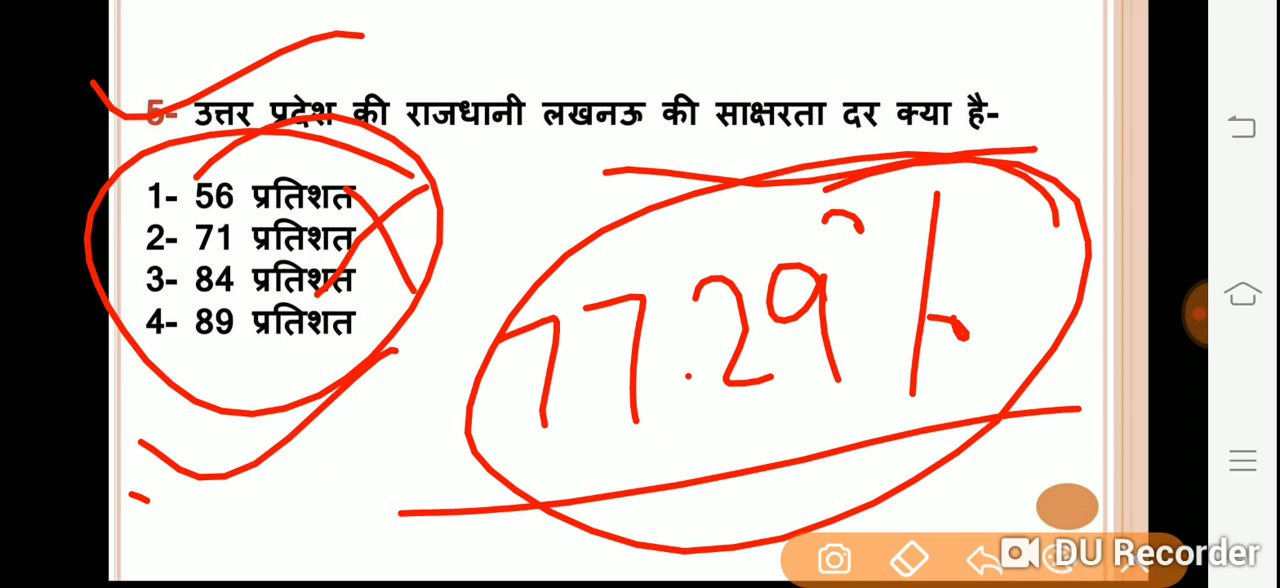 5- उत्तर प्रदेश की राजधानी लखनऊ की साक्षरता दर क्या है-
1- 56 प्रतिशत
2- 71 प्रतिशत
3- 84 प्रतिशत
4- 89 प्रतिशत
77.29%
DU Recorder